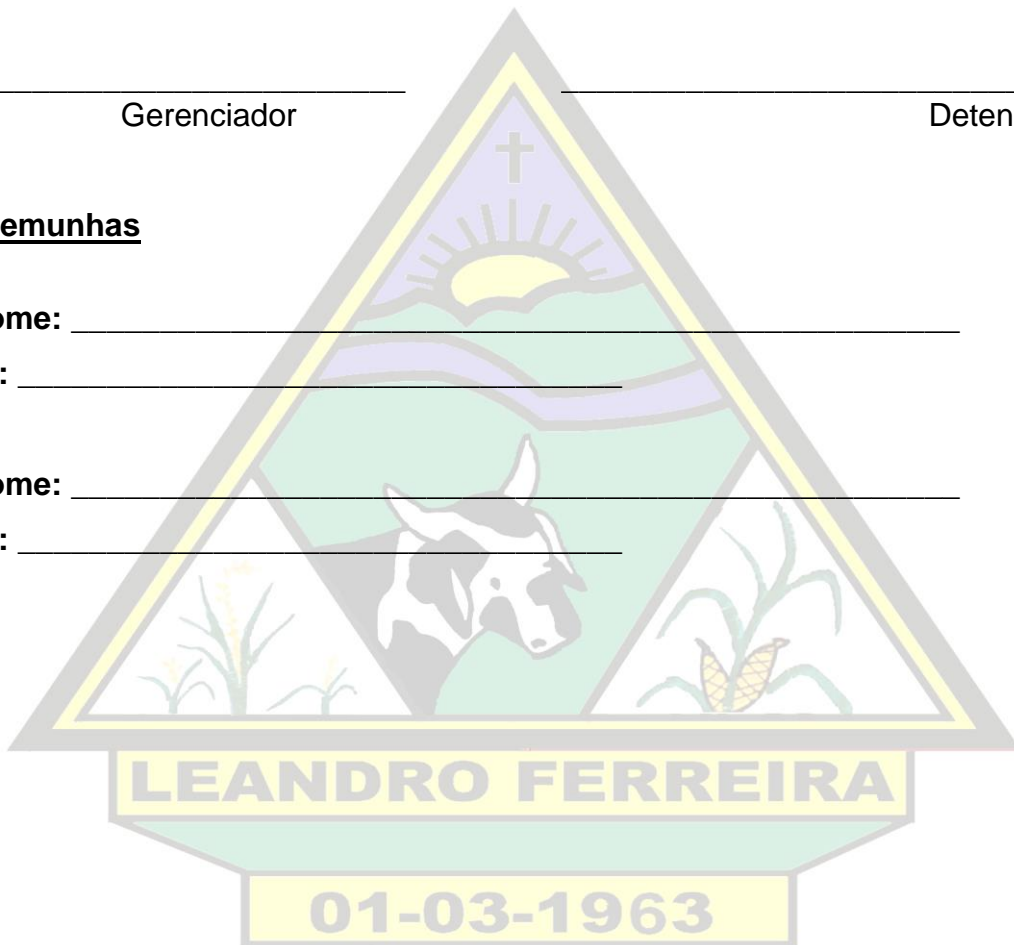 Gerenciador Deten
emunhas
ome:
:
ome:
:
LEANDRO FERREIRA
01-03-1963